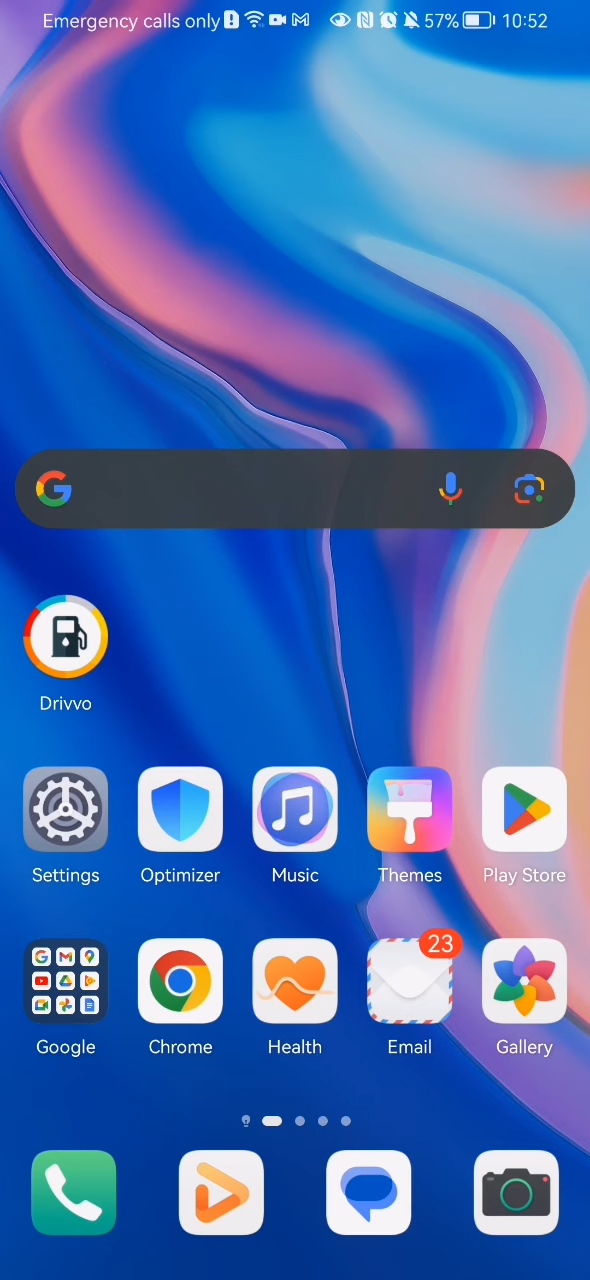 Emergency calls only 57% 10:52
Drivvo
Settings Optimizer Music Themes Play Store
23
Google Chrome Health Email Gallery